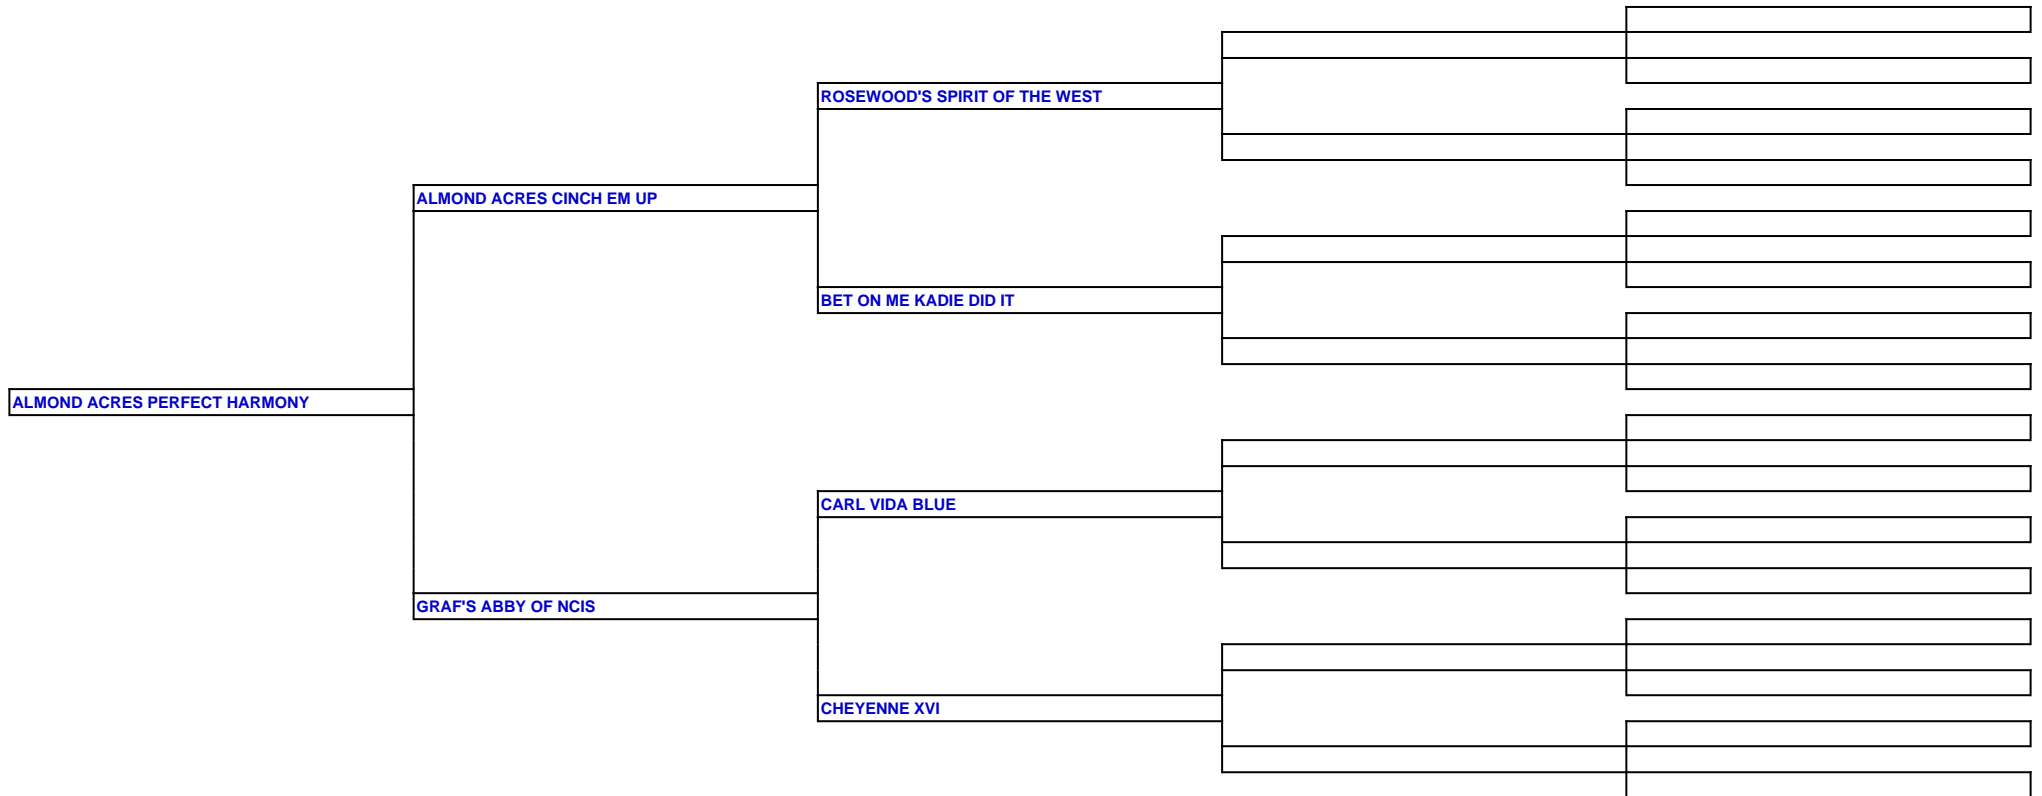 ROSEWOOD'S SPIRIT OF THE WEST
ALMOND ACRES CINCH EM UP
BET ON ME KADIE DID IT
ALMOND ACRES PERFECT HARMONY
CARL VIDA BLUE
GRAF'S ABBY OF NCIS
CHEYENNE XVI